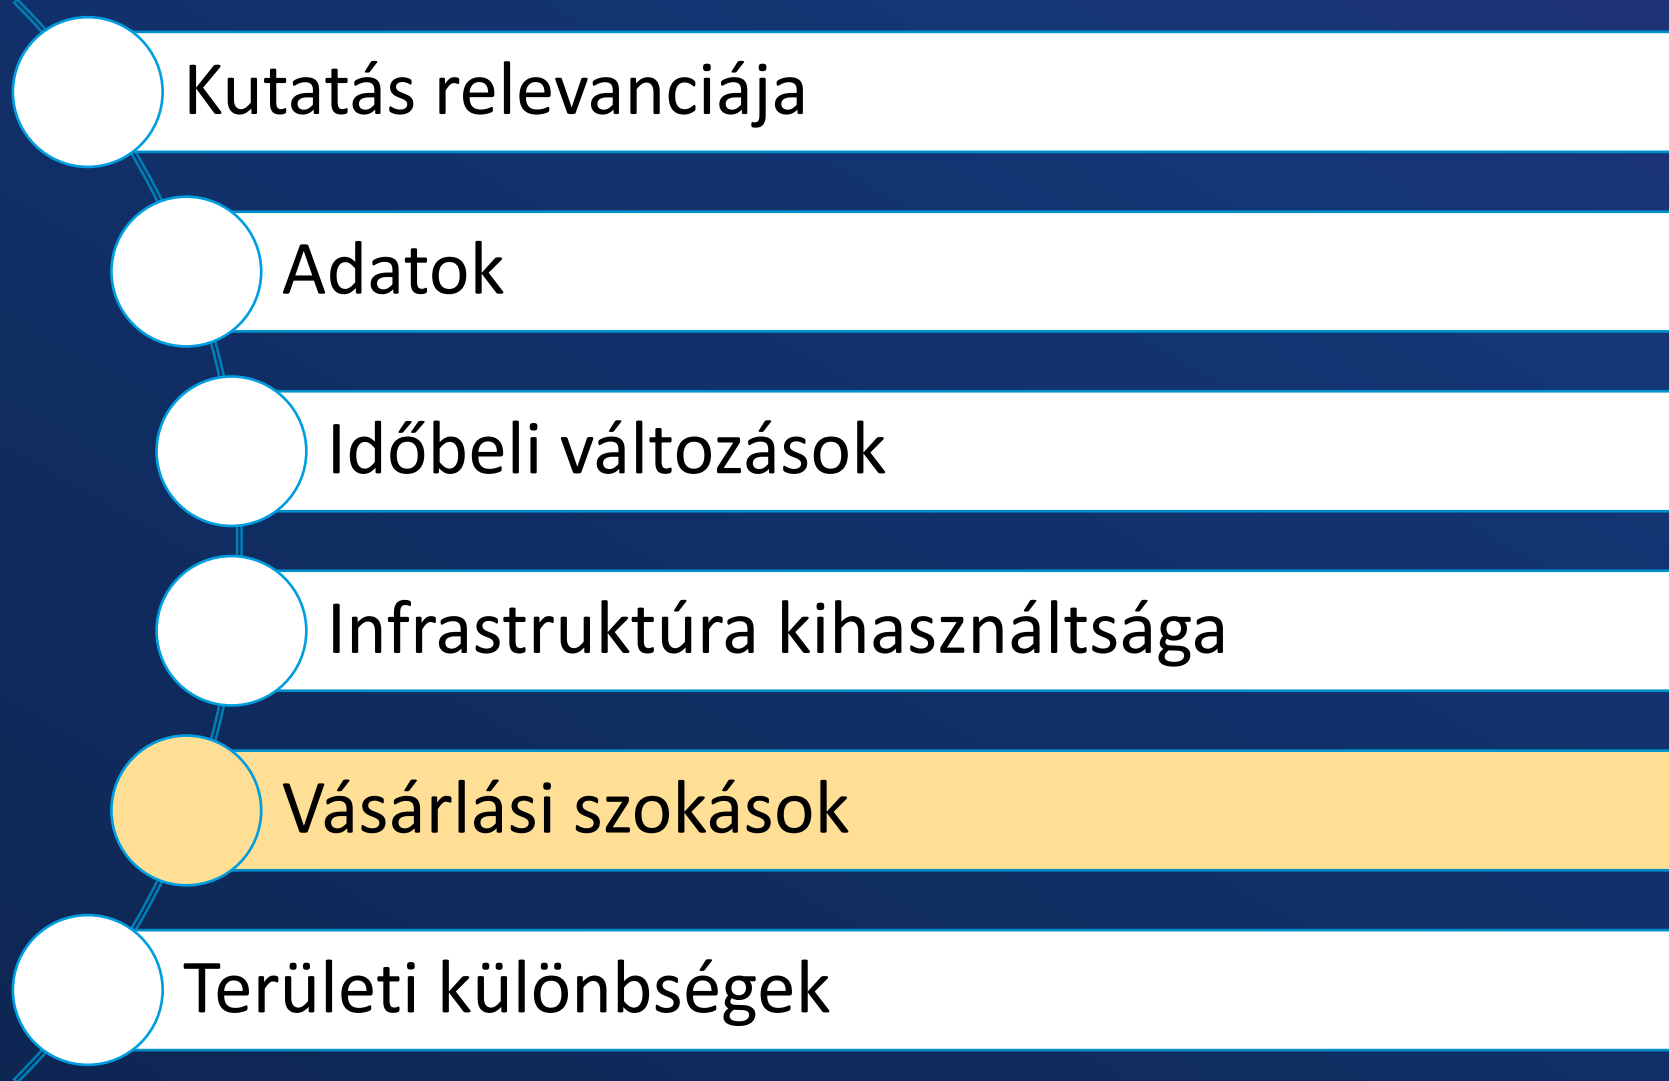 Kutatás relevanciája
Adatok
Időbeli változások
Infrastruktúra kihasználtsága
Vásárlási szokások
Területi különbségek